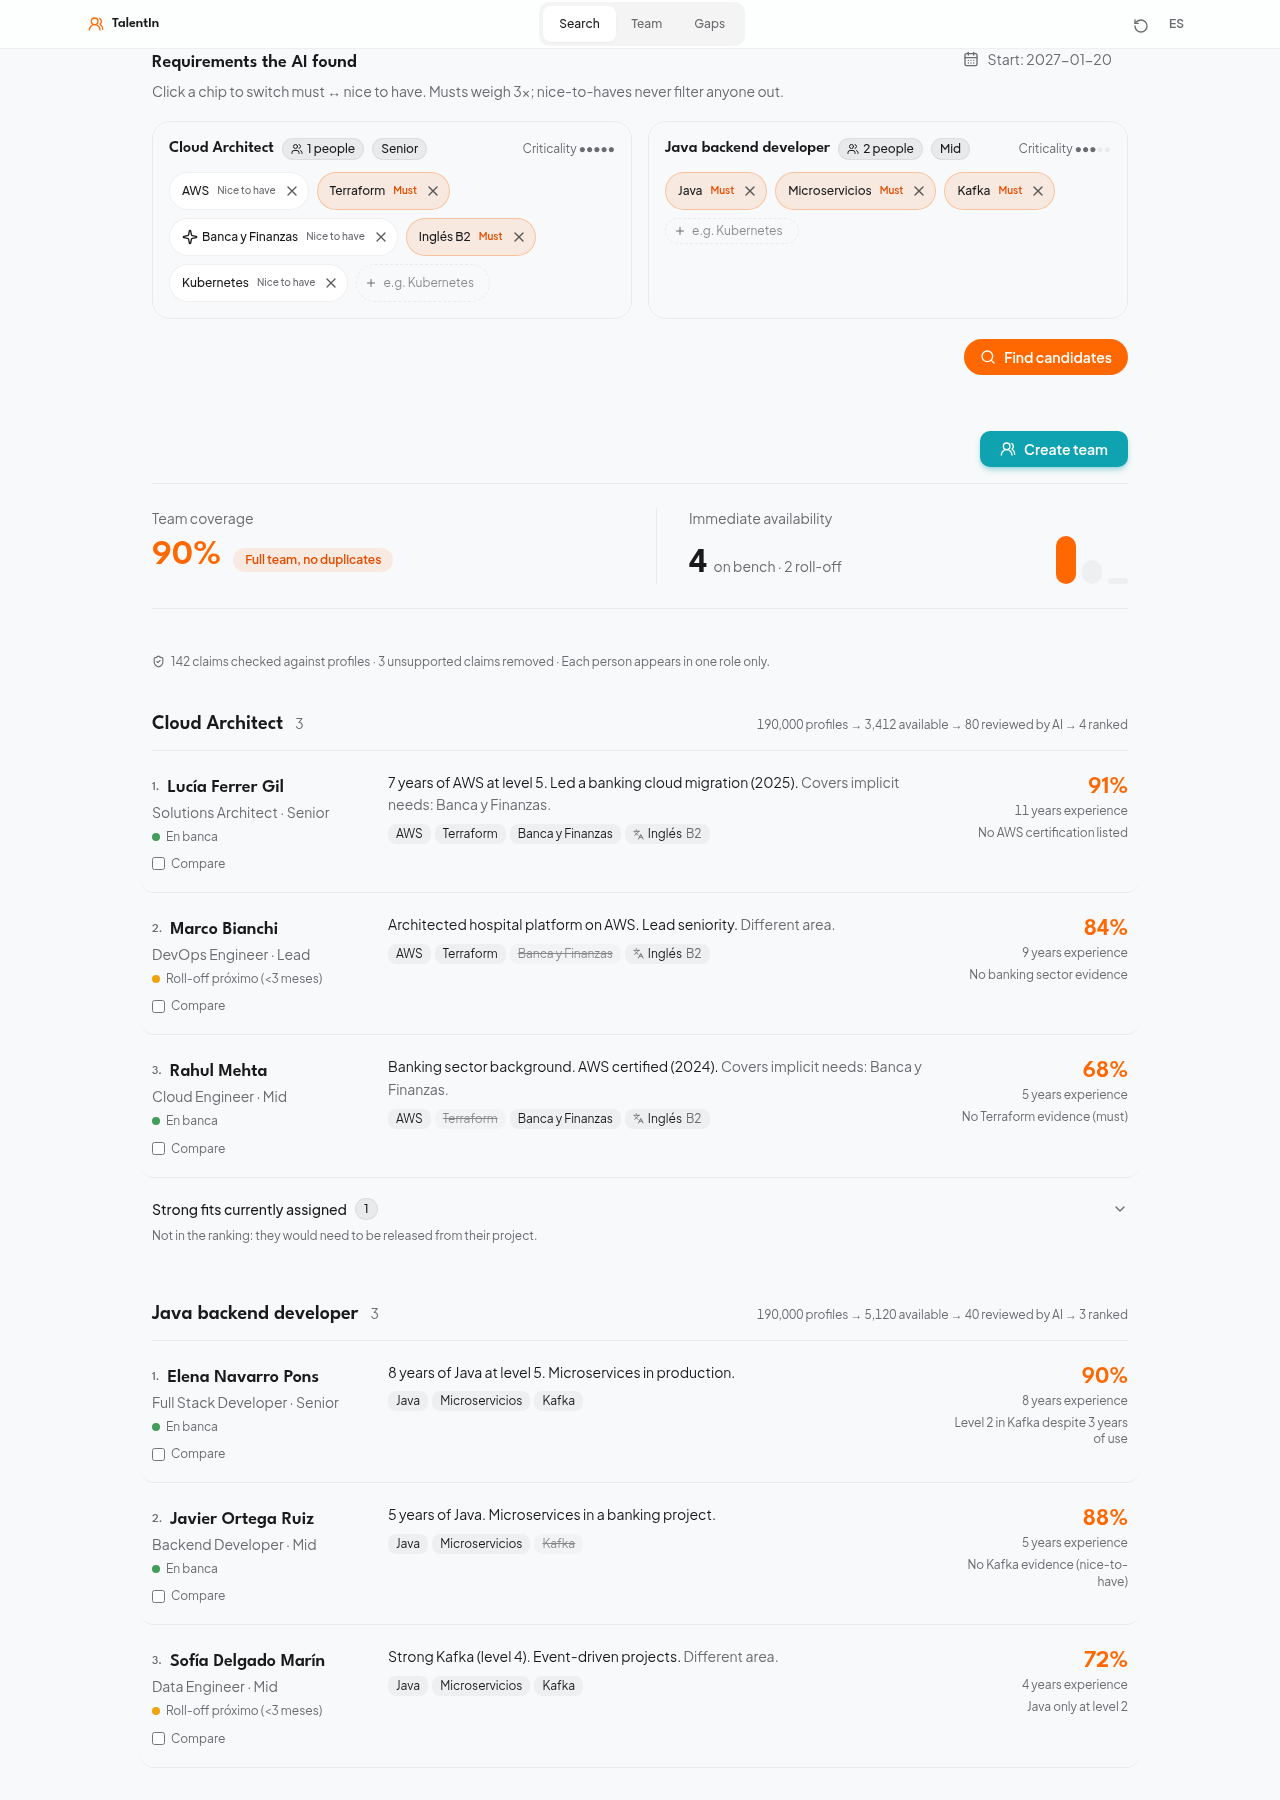 TalentIn
Search
Team
Gaps
ES
Requirements the AI found
Start: 2027-01-20
Click a chip to switch must ↔ nice to have. Musts weigh 3×; nice-to-haves never filter anyone out.
Cloud Architect
1 people
Senior
Criticality ●●●●●
AWS Nice to have ×
Terraform Must ×
Banca y Finanzas Nice to have ×
Inglés B2 Must ×
Kubernetes Nice to have ×
+ e.g. Kubernetes
Java backend developer
2 people
Mid
Criticality ●●●●●
Java Must ×
Microservicios Must ×
Kafka Must ×
+ e.g. Kubernetes
Find candidates
Create team
Team coverage
90% Full team, no duplicates
Immediate availability
4 on bench · 2 roll-off
142 claims checked against profiles · 3 unsupported claims removed · Each person appears in one role only.
Cloud Architect 3
190,000 profiles → 3,412 available → 80 reviewed by AI → 4 ranked
1. Lucía Ferrer Gil
Solutions Architect · Senior
En banca
Compare
7 years of AWS at level 5. Led a banking cloud migration (2025). Covers implicit
needs: Banca y Finanzas.
AWS Terraform Banca y Finanzas Inglés B2
91%
11 years experience
No AWS certification listed
2. Marco Bianchi
DevOps Engineer · Lead
Roll-off próximo (<3 meses)
Compare
Architected hospital platform on AWS. Lead seniority. Different area.
AWS Terraform Banca y Finanzas Inglés B2
84%
9 years experience
No banking sector evidence
3. Rahul Mehta
Cloud Engineer · Mid
En banca
Compare
Banking sector background. AWS certified (2024). Covers implicit needs: Banca y
Finanzas.
AWS Terraform Banca y Finanzas Inglés B2
68%
5 years experience
No Terraform evidence (must)
Strong fits currently assigned 1
Not in the ranking: they would need to be released from their project.
Java backend developer 3
190,000 profiles → 5,120 available → 40 reviewed by AI → 3 ranked
1. Elena Navarro Pons
Full Stack Developer · Senior
En banca
Compare
8 years of Java at level 5. Microservices in production.
Java Microservicios Kafka
90%
8 years experience
Level 2 in Kafka despite 3 years
of use
2. Javier Ortega Ruiz
Backend Developer · Mid
En banca
Compare
5 years of Java. Microservices in a banking project.
Java Microservicios Kafka
88%
5 years experience
No Kafka evidence (nice-to-
have)
3. Sofía Delgado Marín
Data Engineer · Mid
Roll-off próximo (<3 meses)
Compare
Strong Kafka (level 4). Event-driven projects. Different area.
Java Microservicios Kafka
72%
4 years experience
Java only at level 2